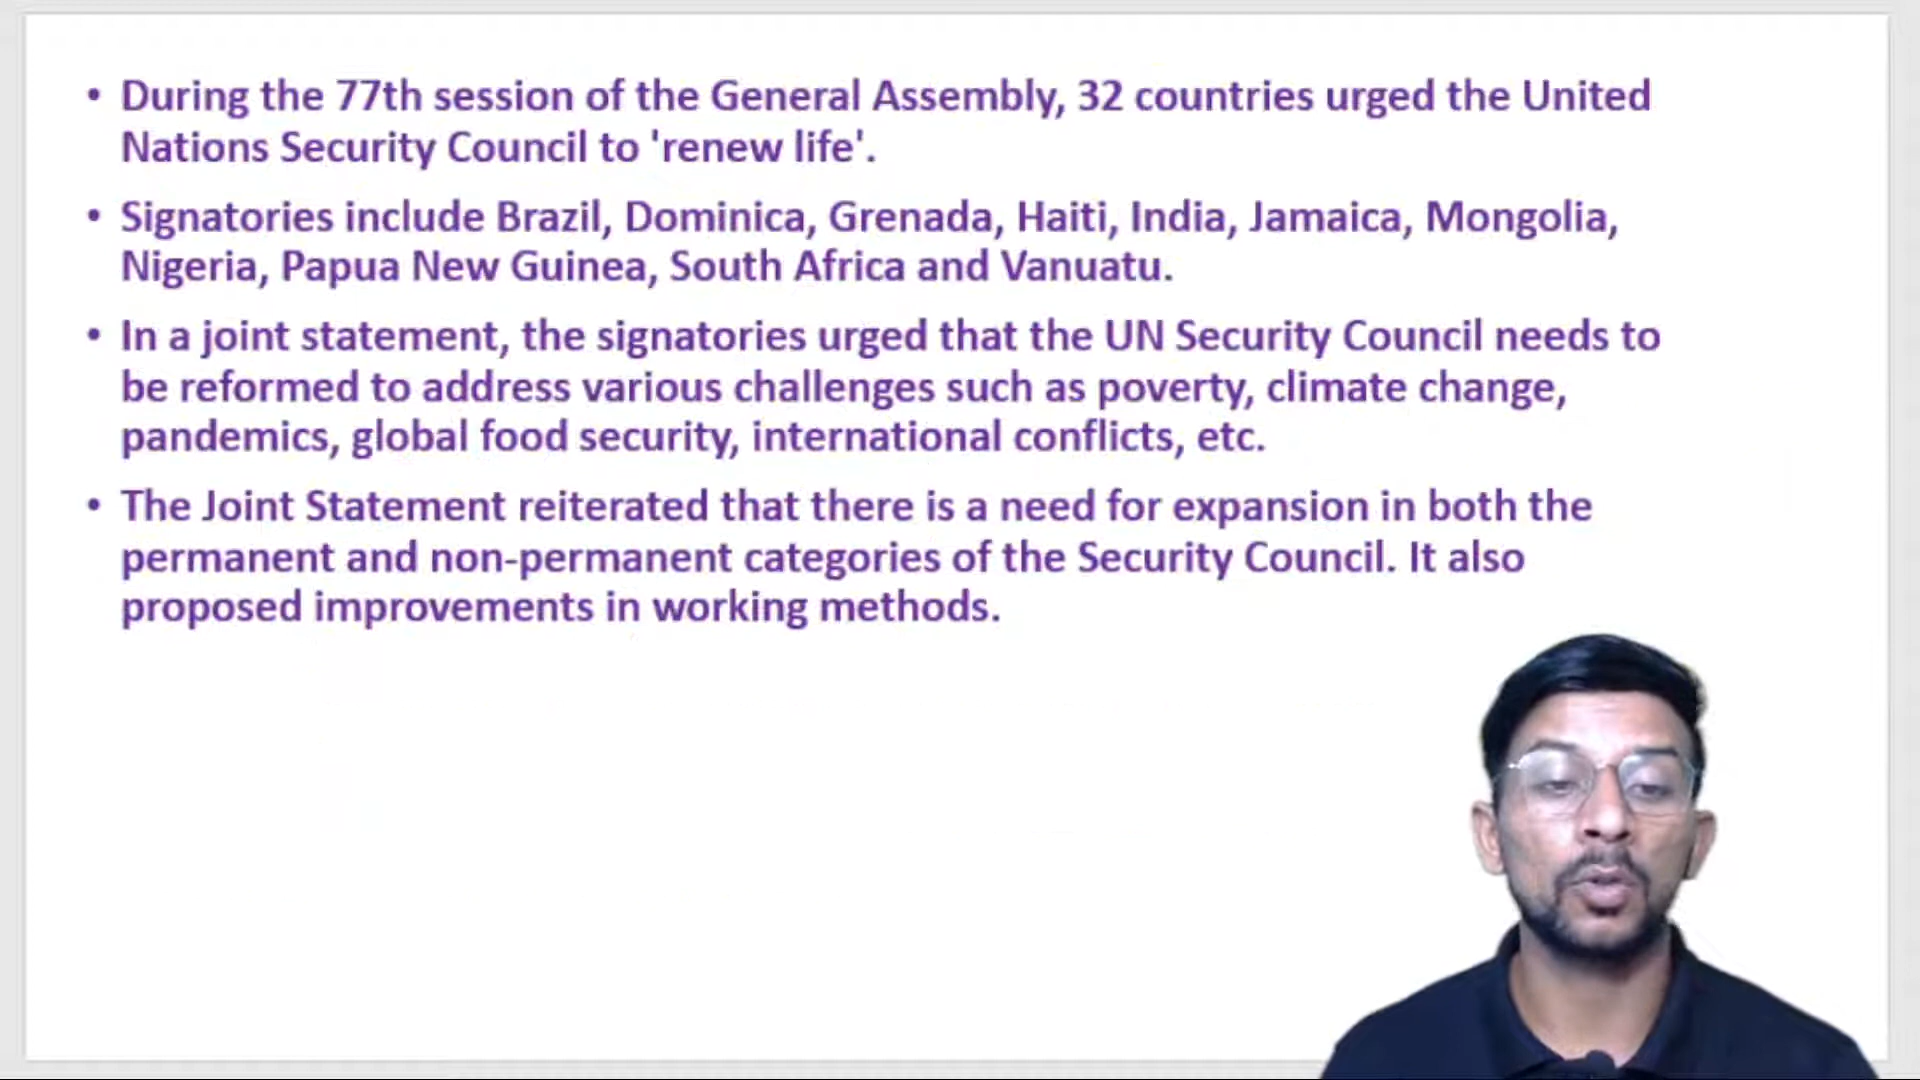 • During the 77th session of the General Assembly, 32 countries urged the United
Nations Security Council to 'renew life'.
• Signatories include Brazil, Dominica, Grenada, Haiti, India, Jamaica, Mongolia,
Nigeria, Papua New Guinea, South Africa and Vanuatu.
• In a joint statement, the signatories urged that the UN Security Council needs to
be reformed to address various challenges such as poverty, climate change,
pandemics, global food security, international conflicts, etc.
• The Joint Statement reiterated that there is a need for expansion in both the
permanent and non-permanent categories of the Security Council. It also
proposed improvements in working methods.